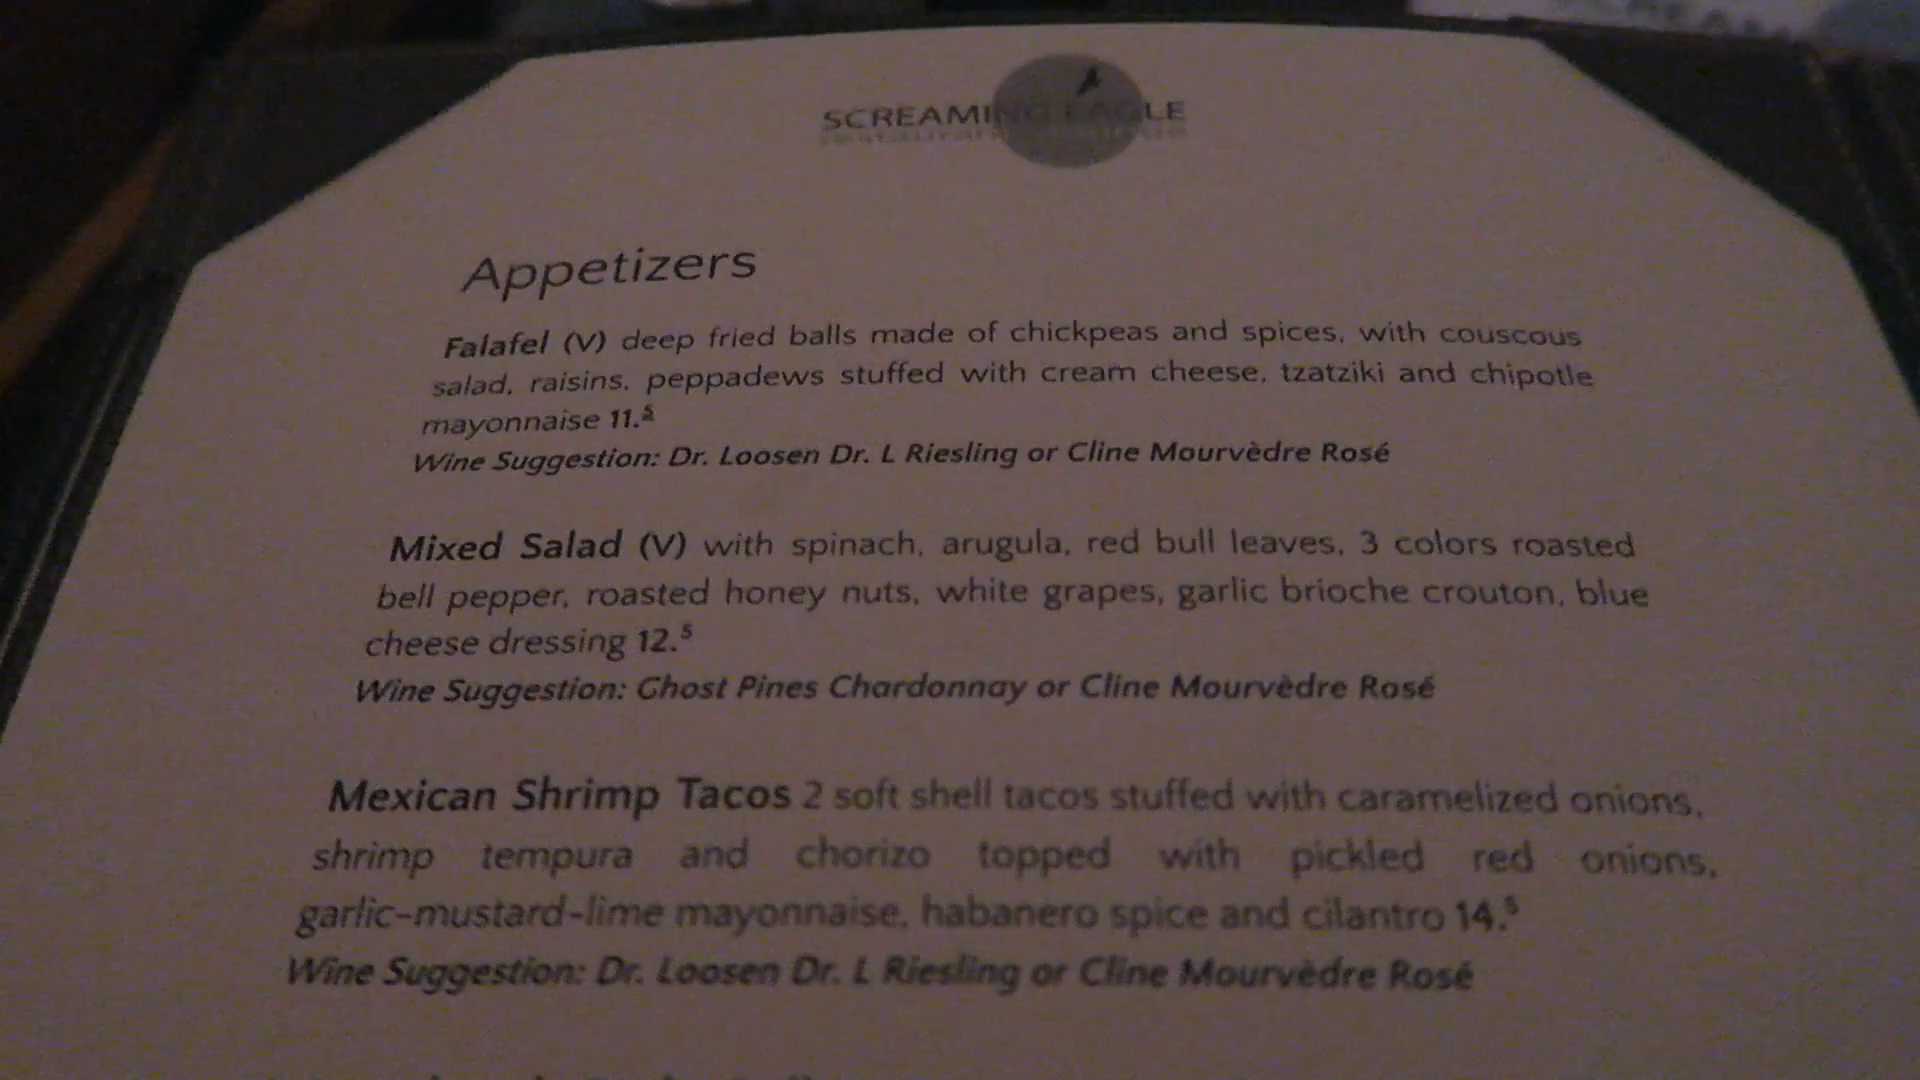 SCREAMING EAGLE
Appetizers
Falafel (V) deep fried balls made of chickpeas and spices, with couscous
salad, raisins, peppadews stuffed with cream cheese, tzatziki and chipotle
mayonnaise 11.5
Wine Suggestion: Dr. Loosen Dr. L Riesling or Cline Mourvèdre Rosé
Mixed Salad (V) with spinach, arugula, red bull leaves, 3 colors roasted
bell pepper, roasted honey nuts, white grapes, garlic brioche crouton, blue
cheese dressing 12.5
Wine Suggestion: Ghost Pines Chardonnay or Cline Mourvèdre Rosé
Mexican Shrimp Tacos 2 soft shell tacos stuffed with caramelized onions,
shrimp tempura and chorizo topped with pickled red onions,
garlic-mustard-lime mayonnaise, habanero spice and cilantro 14.5
Wine Suggestion: Dr. Loosen Dr. L Riesling or Cline Mourvèdre Rosé